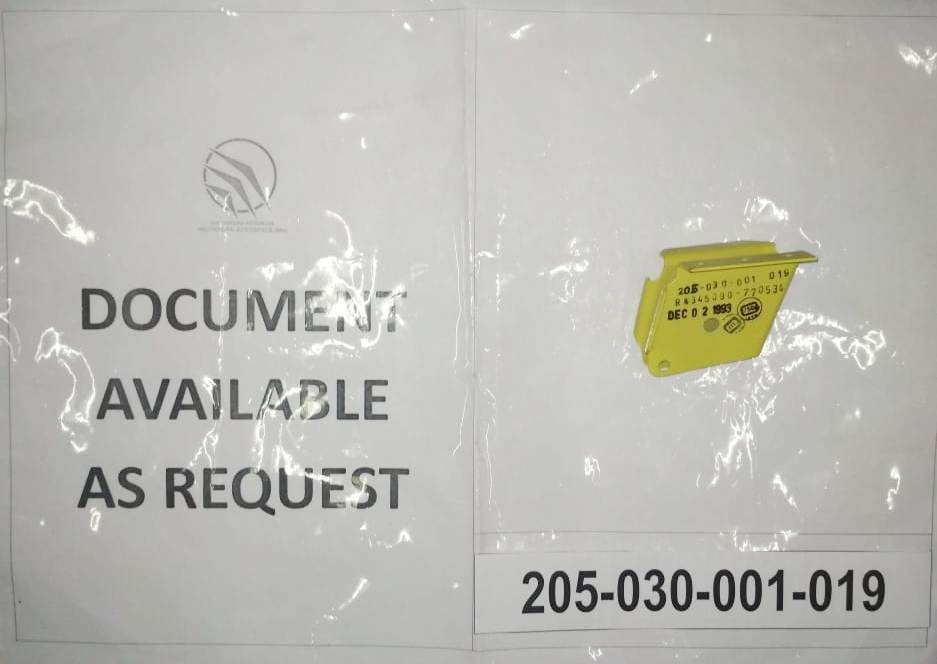 DOCUMENT
AVAILABLE
AS REQUEST
205-030-001 019
DEC 0 2 1993
205-030-001-019